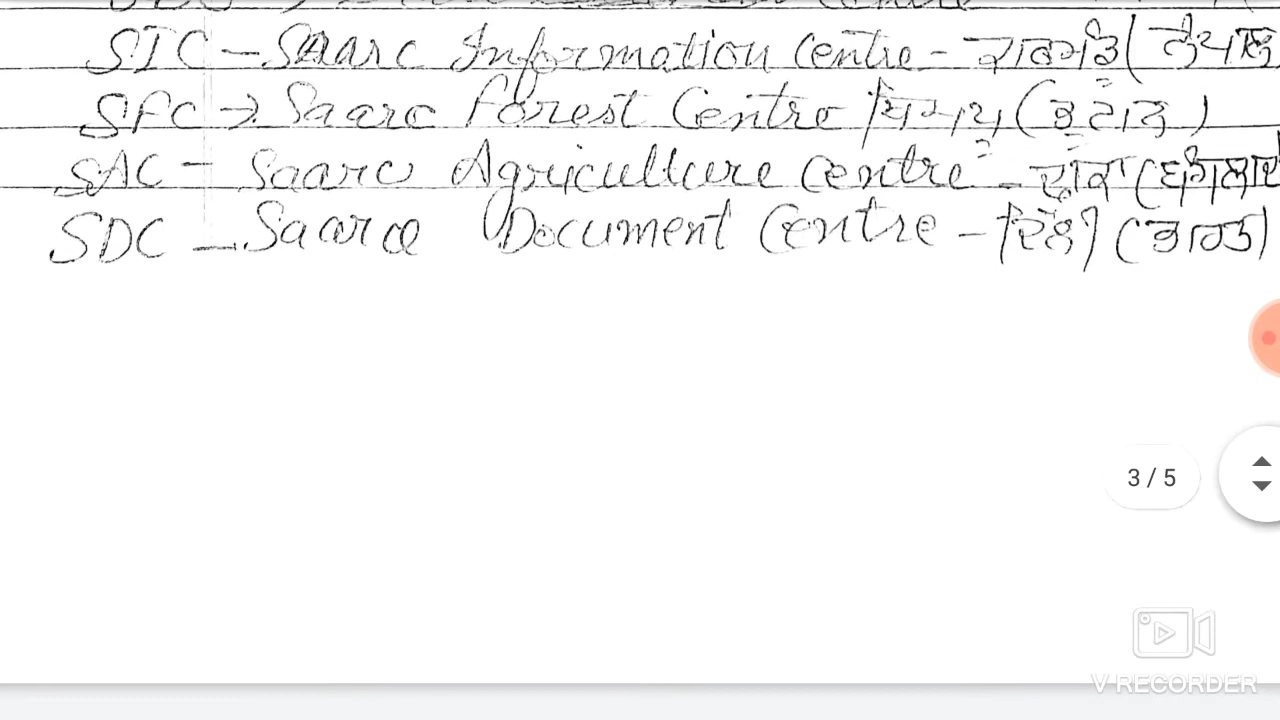 SIC - SAARC Information Centre - ਕਾਠਮੰਡੂ (ਨੇਪਾਲ
SFC → Saarc Forest Centre ਥਿੰਮਪੂ (ਭੂਟਾਨ)
SAC - Saarc Agriculture Centre - ਢਾਕਾ (ਬੰਗਲਾਦੇ
SDC - Saarc Document Centre - ਦਿੱਲੀ (ਭਾਰਤ)
3 / 5
V RECORDER